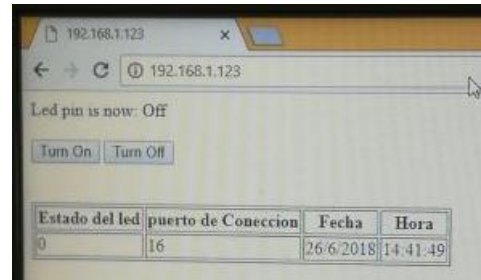 192.168.1.123
192.168.1.123
Led pin is now: Off
Turn On Turn Off
Estado del led puerto de Coneccion Fecha Hora
0 16 26/6/2018 14:41:49